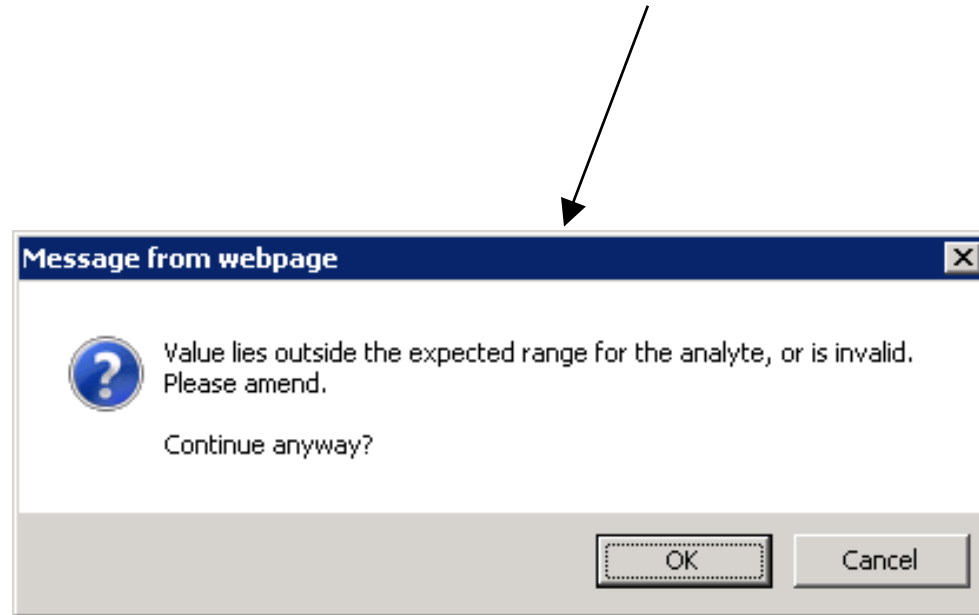 Message from webpage
Value lies outside the expected range for the analyte, or is invalid.
Please amend.
Continue anyway?
OK
Cancel